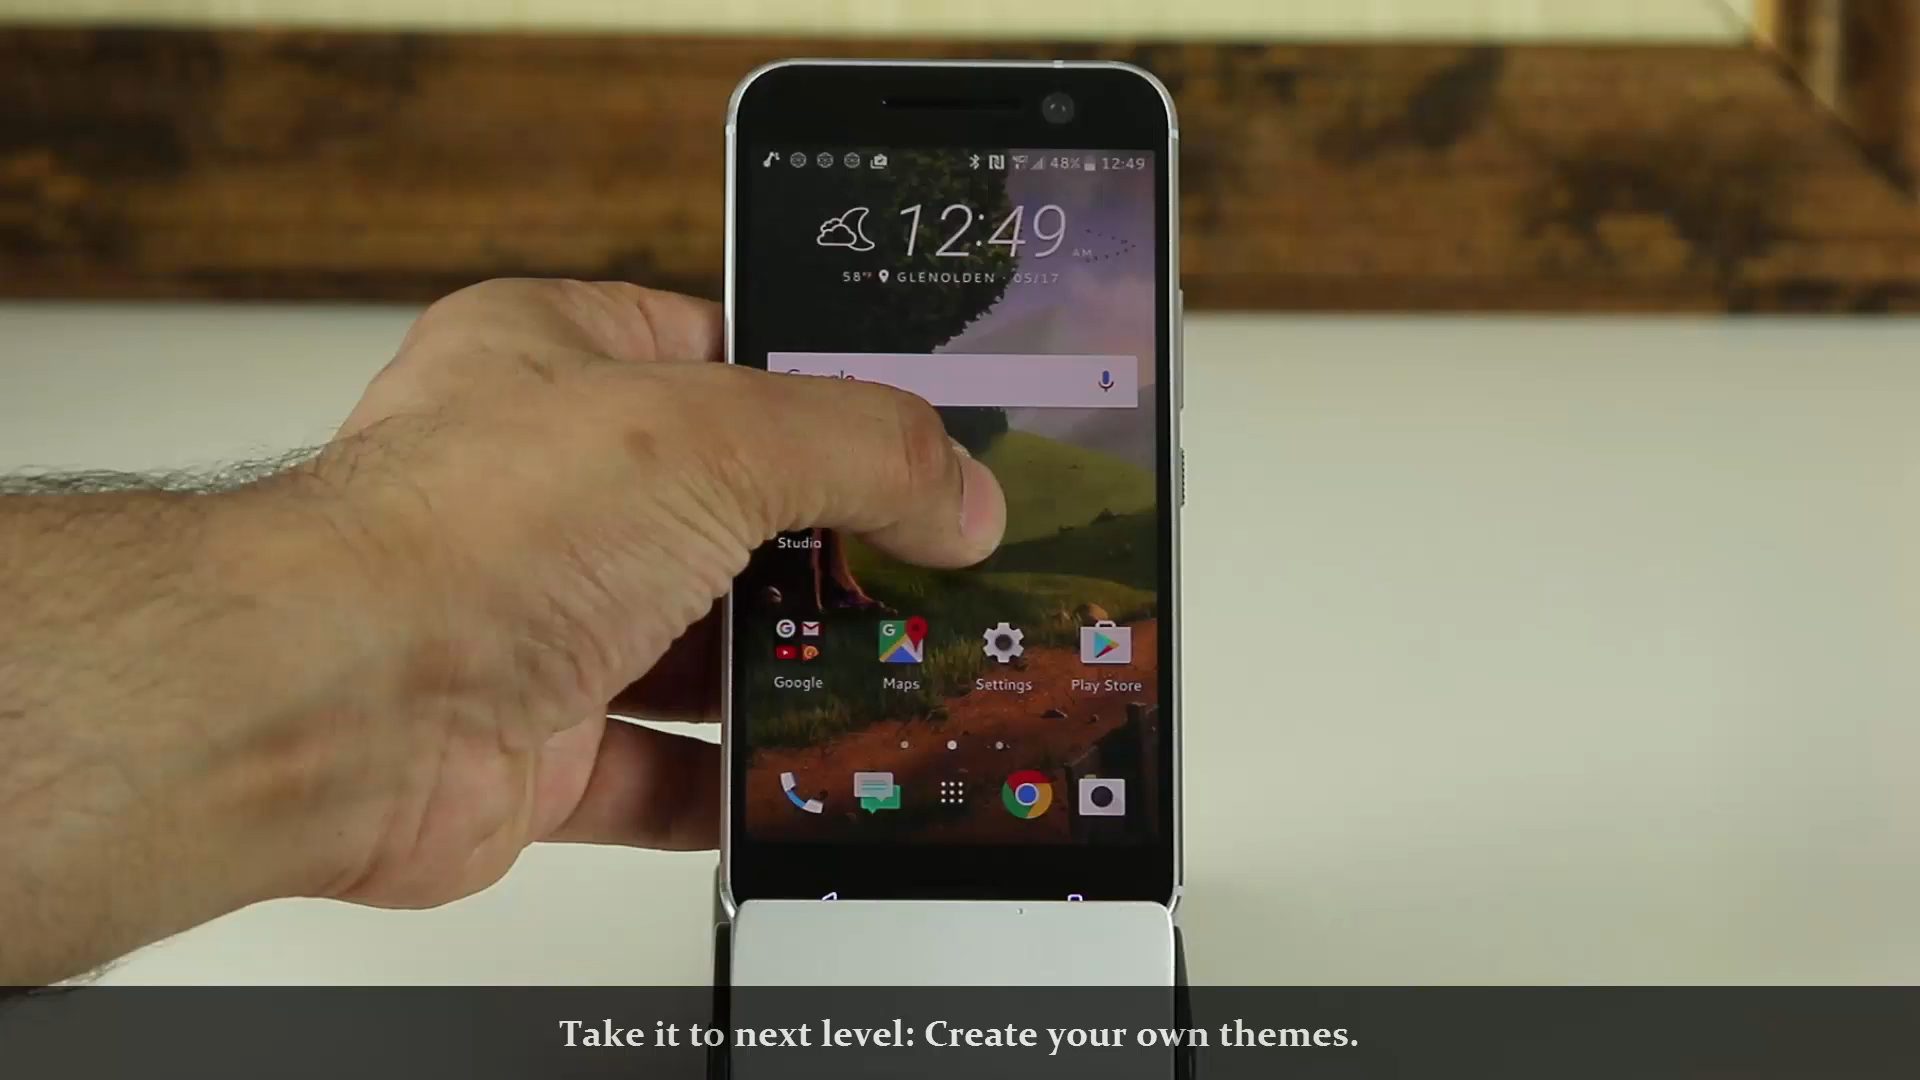 48% 12:49
12:49 AM
58°F GLENOLDEN - 05/17
Google
Studio
Google Maps Settings Play Store
Take it to next level: Create your own themes.